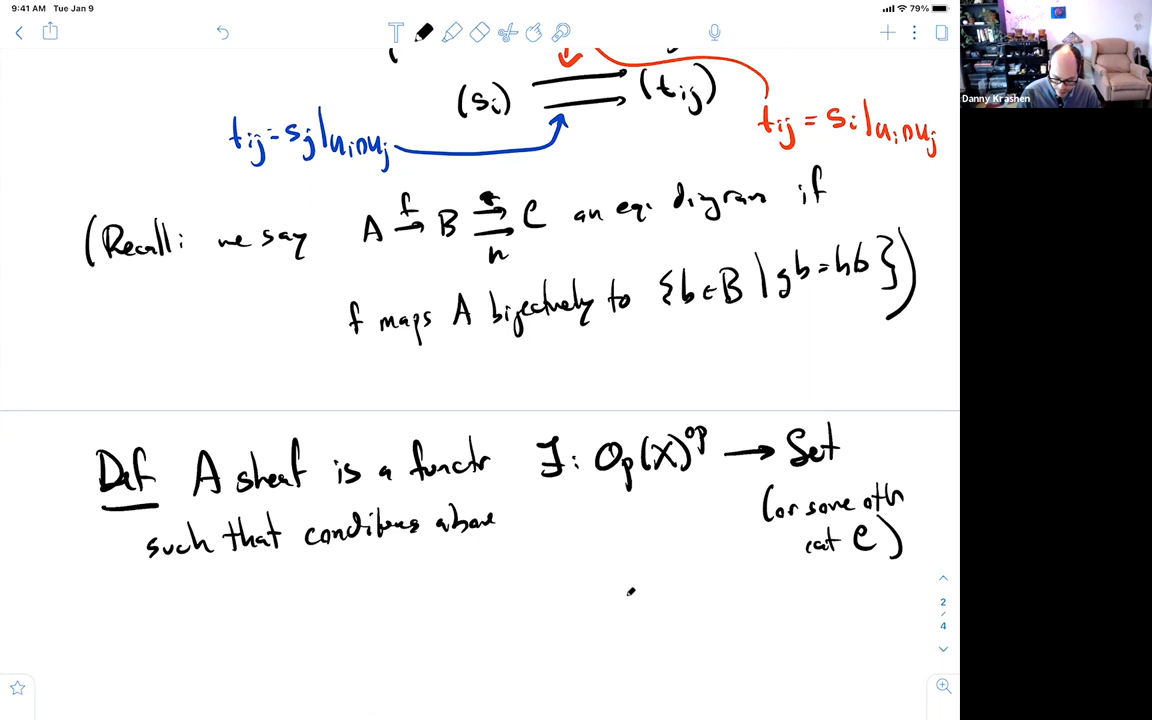 9:41 AM Tue Jan 9
79%
(si) (tij)
tij = sj|ui∩uj
tij = si|ui∩uj
Danny Krashen
(Recall: we say A →f B ⇉ C an eq. diagram if
h
f maps A bijectively to {b ∈ B | gb = hb})
Def A sheaf is a functr F: Op(X)^op → Set
(or some othr
such that conditions above
cat C)
2
/
4